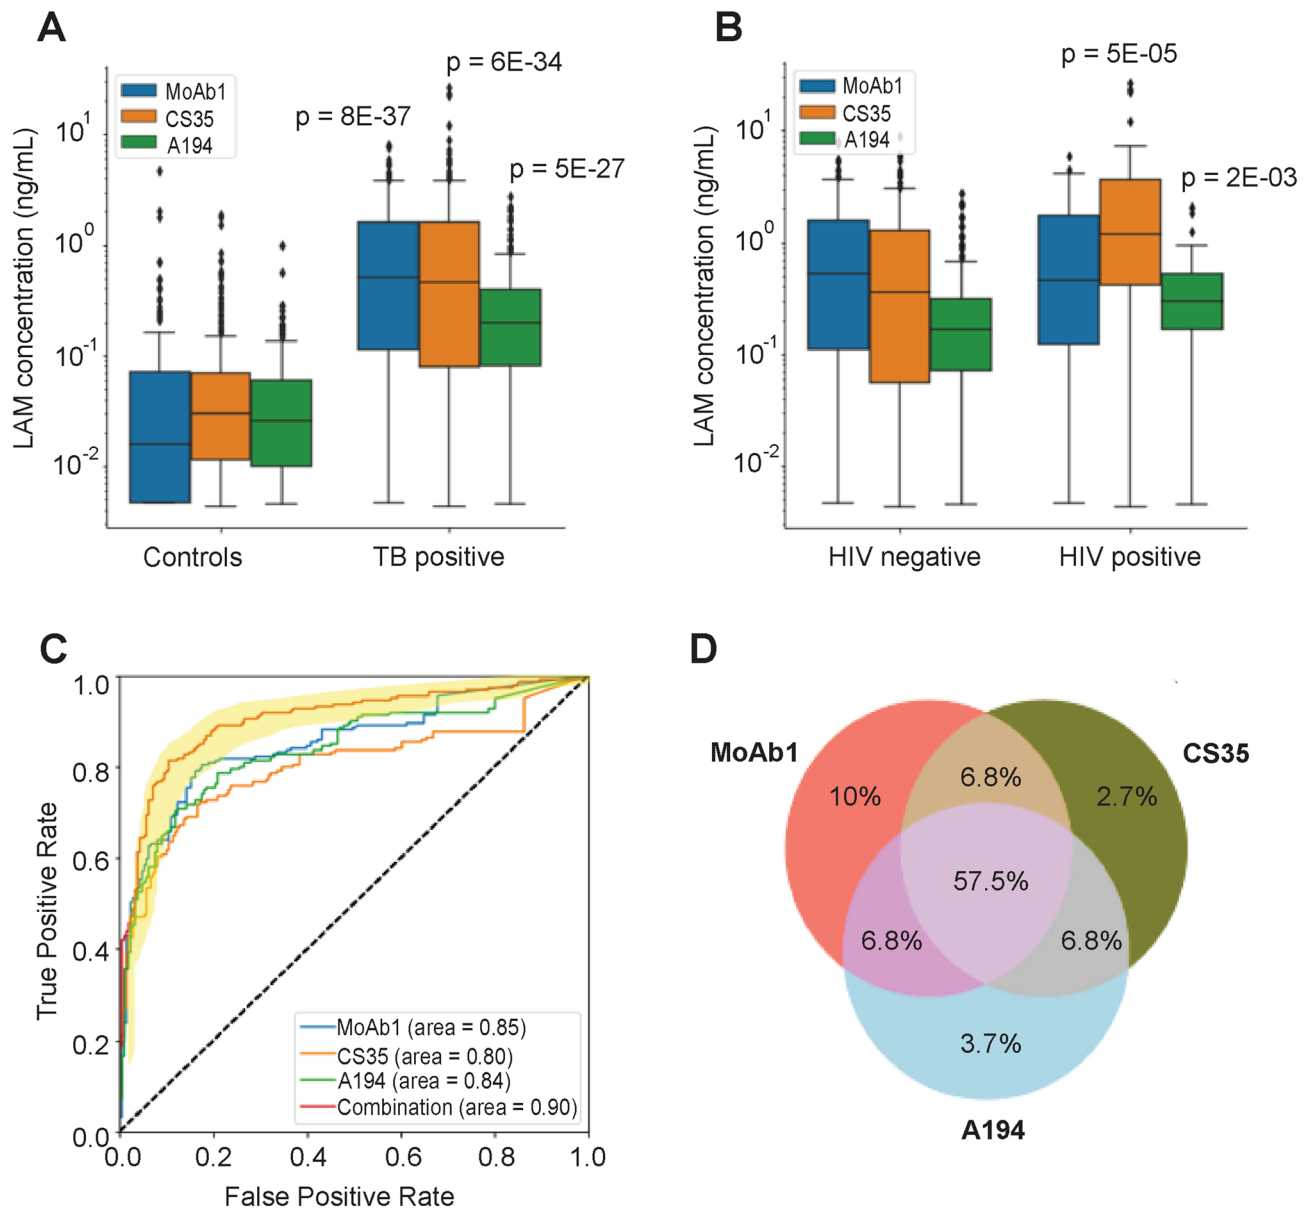 A
p = 6E-34
p = 8E-37
p = 5E-27
MoAb1
CS35
A194
LAM concentration (ng/mL)
10^1
10^0
10^-1
10^-2
Controls
TB positive
B
p = 5E-05
p = 2E-03
MoAb1
CS35
A194
LAM concentration (ng/mL)
10^1
10^0
10^-1
10^-2
HIV negative
HIV positive
C
True Positive Rate
1.0
0.8
0.6
0.4
0.2
0.0
MoAb1 (area = 0.85)
CS35 (area = 0.80)
A194 (area = 0.84)
Combination (area = 0.90)
0.0 0.2 0.4 0.6 0.8 1.0
False Positive Rate
D
MoAb1
CS35
6.8%
10%
2.7%
57.5%
6.8%
6.8%
3.7%
A194